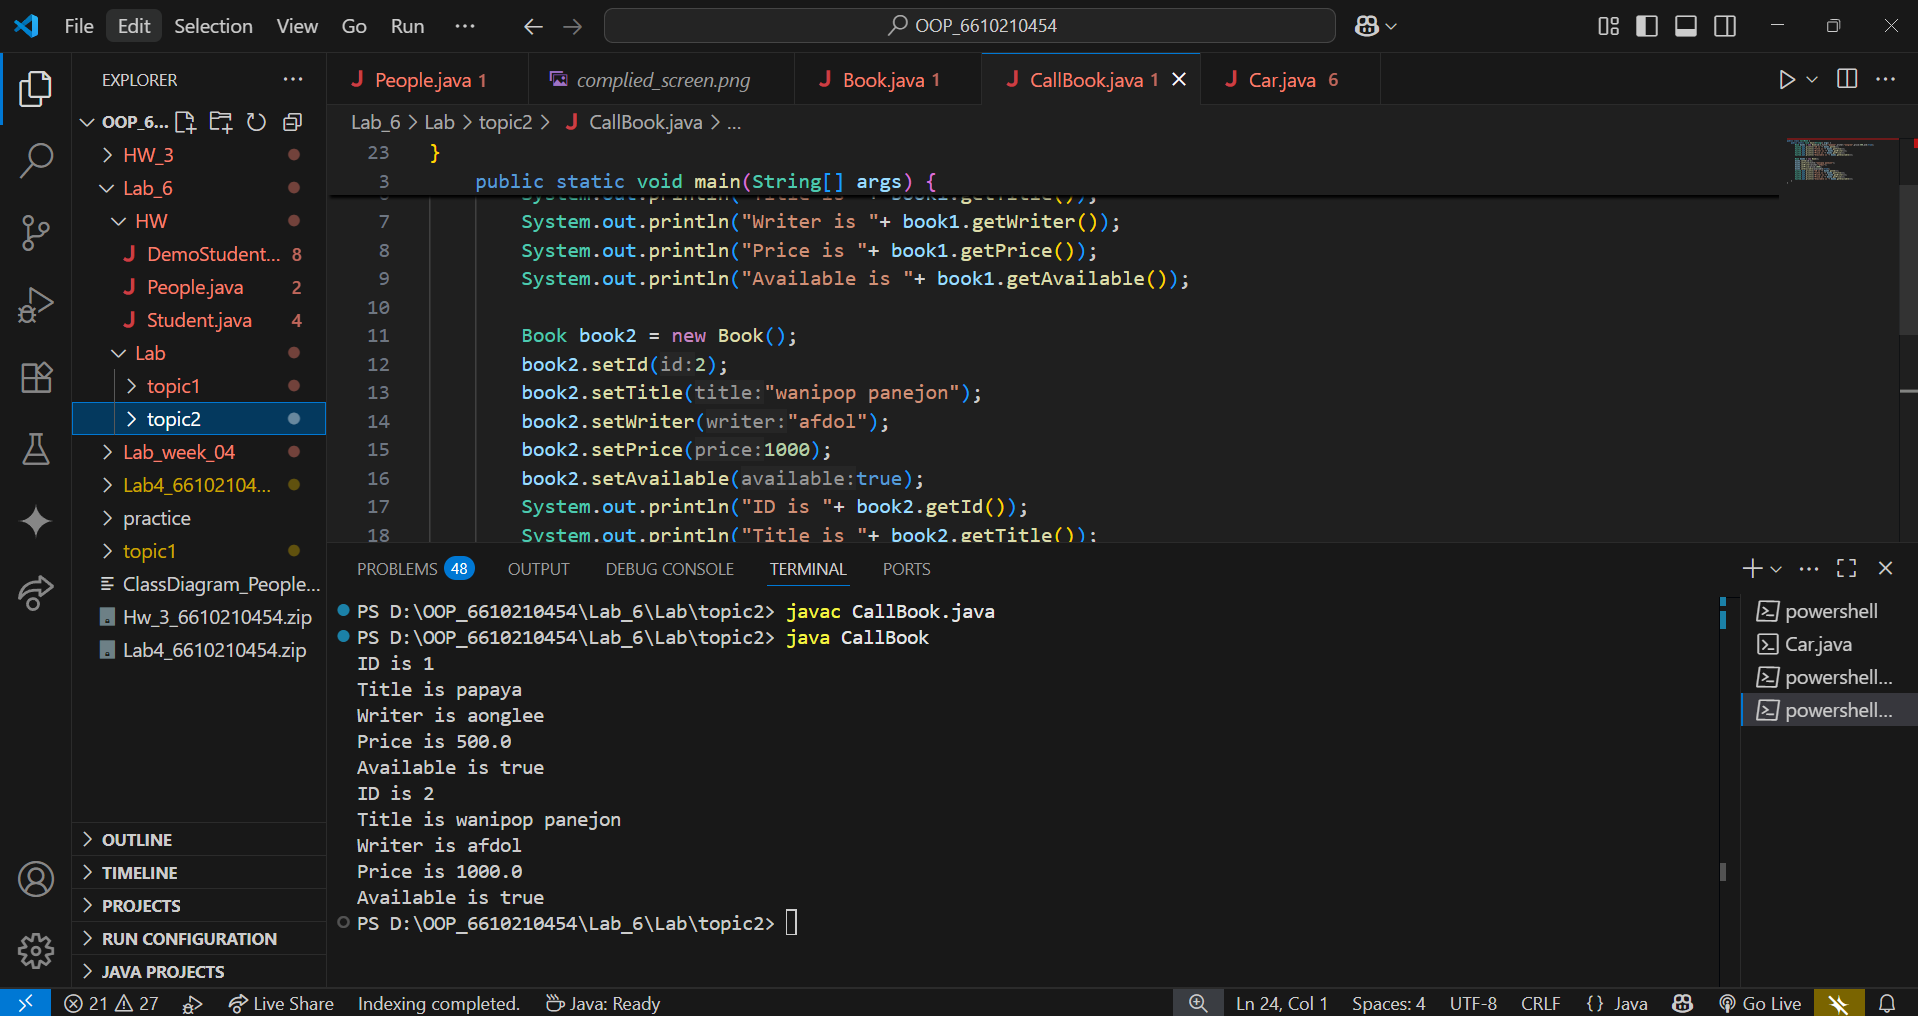 File Edit Selection View Go Run ··· OOP_6610210454
EXPLORER ···
OOP_6...
HW_3
Lab_6
HW
DemoStudent... 8
People.java 2
Student.java 4
Lab
topic1
topic2
Lab_week_04
Lab4_66102104...
practice
topic1
ClassDiagram_People...
Hw_3_6610210454.zip
Lab4_6610210454.zip
OUTLINE
TIMELINE
PROJECTS
RUN CONFIGURATION
JAVA PROJECTS
People.java 1 complied_screen.png Book.java 1 CallBook.java 1 Car.java 6
Lab_6 > Lab > topic2 > CallBook.java > ...
23 }
3 public static void main(String[] args) {
6 System.out.println("Title is "+ book1.getTitle());
7 System.out.println("Writer is "+ book1.getWriter());
8 System.out.println("Price is "+ book1.getPrice());
9 System.out.println("Available is "+ book1.getAvailable());
10
11 Book book2 = new Book();
12 book2.setId(id:2);
13 book2.setTitle(title:"wanipop panejon");
14 book2.setWriter(writer:"afdol");
15 book2.setPrice(price:1000);
16 book2.setAvailable(available:true);
17 System.out.println("ID is "+ book2.getId());
18 System.out.println("Title is "+ book2.getTitle());
PROBLEMS 48 OUTPUT DEBUG CONSOLE TERMINAL PORTS
PS D:\OOP_6610210454\Lab_6\Lab\topic2> javac CallBook.java
PS D:\OOP_6610210454\Lab_6\Lab\topic2> java CallBook
ID is 1
Title is papaya
Writer is aonglee
Price is 500.0
Available is true
ID is 2
Title is wanipop panejon
Writer is afdol
Price is 1000.0
Available is true
PS D:\OOP_6610210454\Lab_6\Lab\topic2>
powershell
Car.java
powershell...
powershell...
21 27 Live Share Indexing completed. Java: Ready Ln 24, Col 1 Spaces: 4 UTF-8 CRLF {} Java Go Live